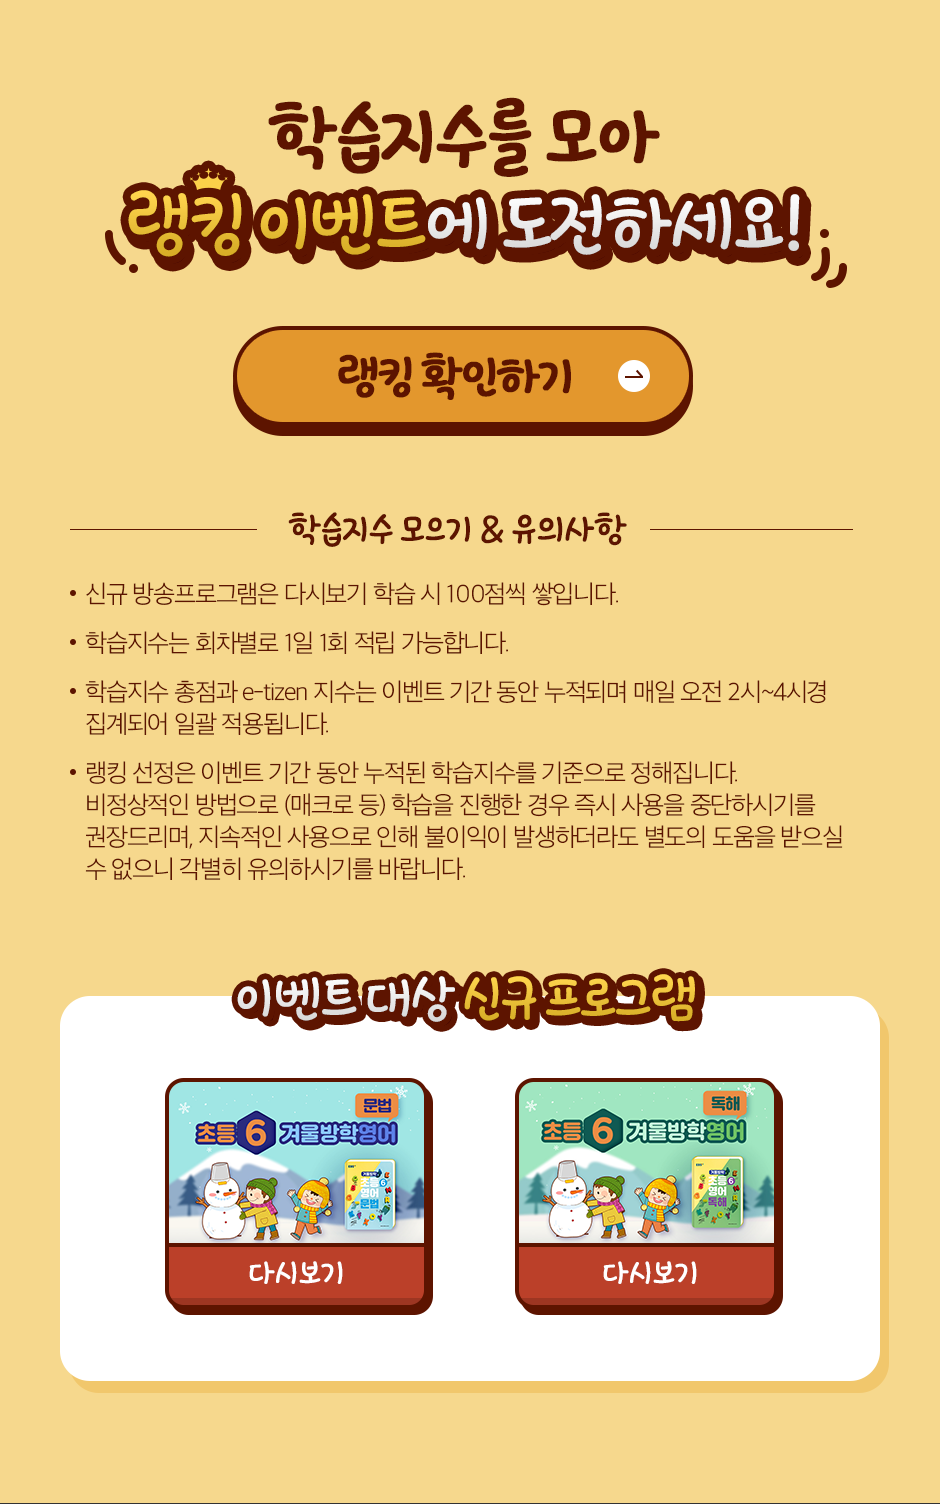 학습지수를 모아
랭킹 이벤트에 도전하세요!
랭킹 확인하기
학습지수 모으기 & 유의사항
• 신규 방송프로그램은 다시보기 학습 시 100점씩 쌓입니다.
• 학습지수는 회차별로 1일 1회 적립 가능합니다.
• 학습지수 총점과 e-tizen 지수는 이벤트 기간 동안 누적되며 매일 오전 2시~4시경
집계되어 일괄 적용됩니다.
• 랭킹 선정은 이벤트 기간 동안 누적된 학습지수를 기준으로 정해집니다.
비정상적인 방법으로 (매크로 등) 학습을 진행한 경우 즉시 사용을 중단하시기를
권장드리며, 지속적인 사용으로 인해 불이익이 발생하더라도 별도의 도움을 받으실
수 없으니 각별히 유의하시기를 바랍니다.
이벤트 대상 신규 프로그램
문법
초등 6 겨울방학영어
초등 6
영어
문법
다시보기
독해
초등 6 겨울방학영어
초등 6
영어
독해
다시보기